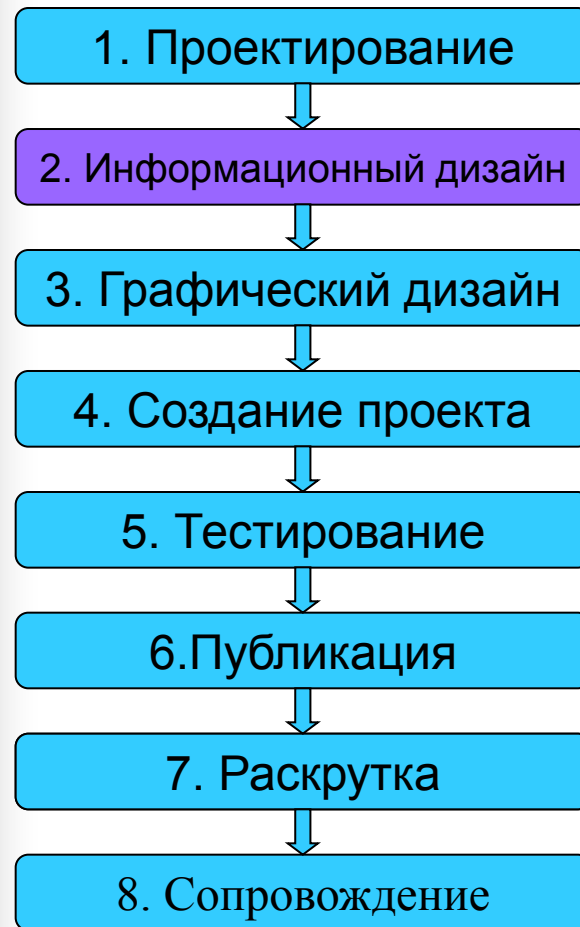 1. Проектирование
2. Информационный дизайн
3. Графический дизайн
4. Создание проекта
5. Тестирование
6.Публикация
7. Раскрутка
8. Сопровождение